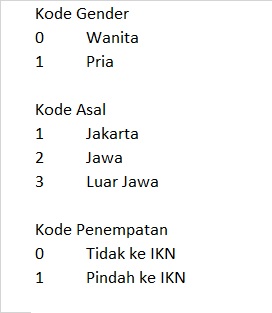 Kode Gender
0 Wanita
1 Pria
Kode Asal
1 Jakarta
2 Jawa
3 Luar Jawa
Kode Penempatan
0 Tidak ke IKN
1 Pindah ke IKN